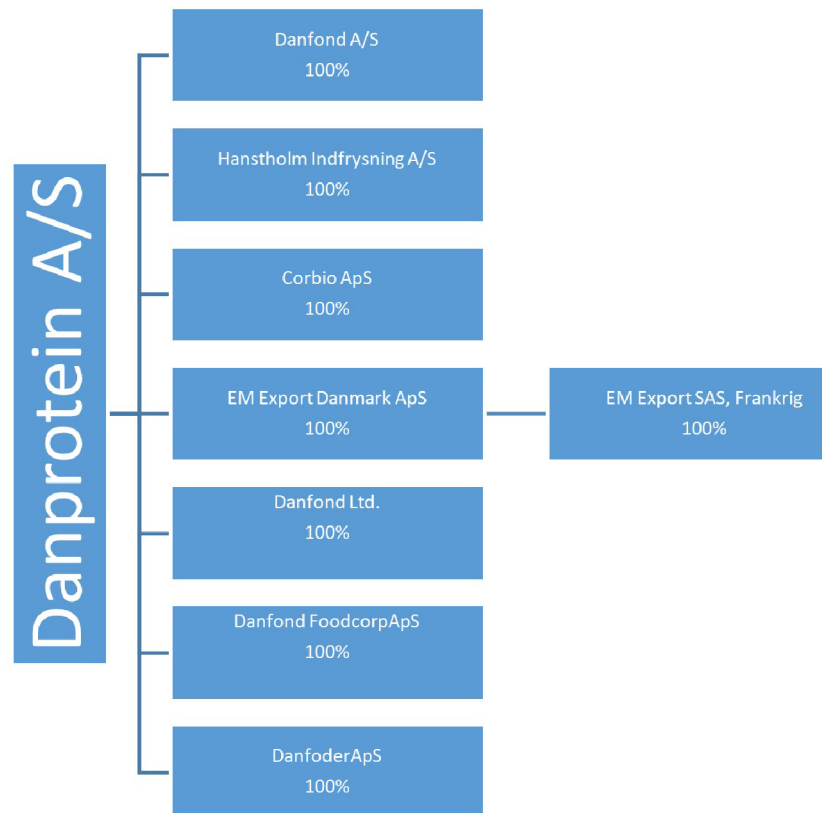 Danprotein A/S
Danfond A/S
100%
Hanstholm Indfrysning A/S
100%
Corbio ApS
100%
EM Export Danmark ApS
100%
EM Export SAS, Frankrig
100%
Danfond Ltd.
100%
Danfond FoodcorpApS
100%
DanfoderApS
100%